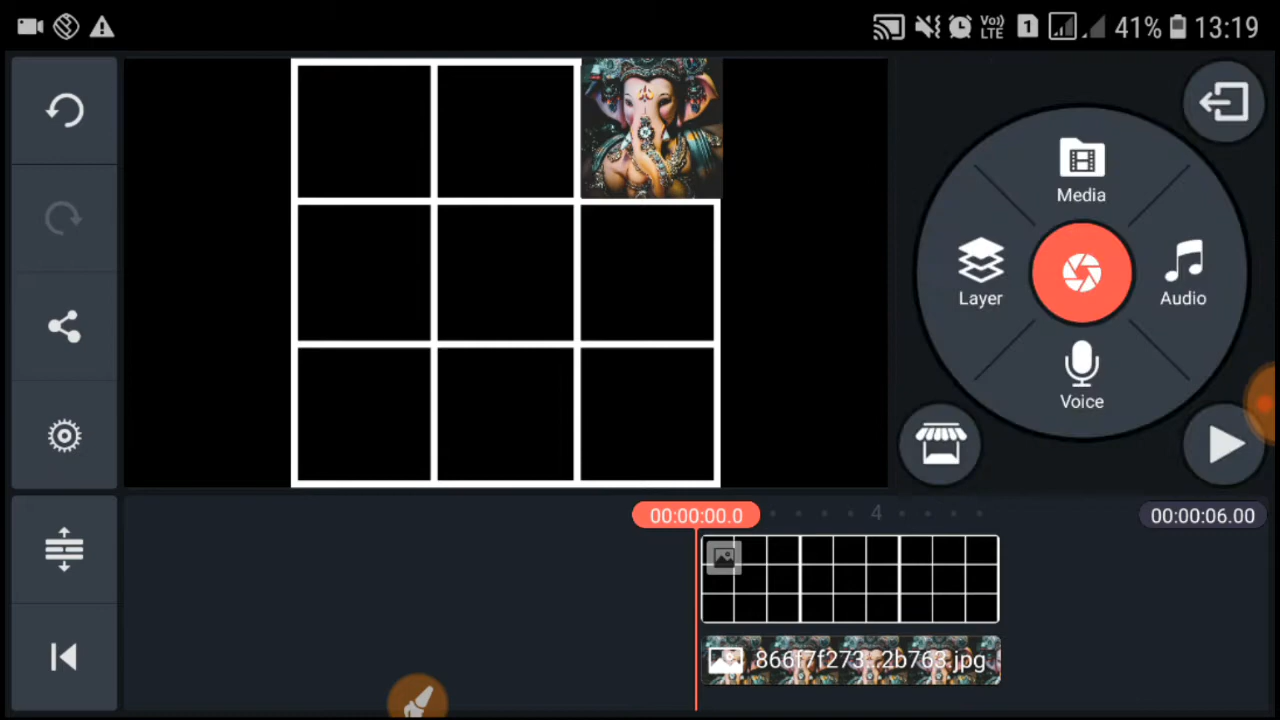 Vo))
LTE 1 41% 13:19
Media
Layer
Audio
Voice
00:00:00.0 4 00:00:06.00
866f7f273...2b763.jpg